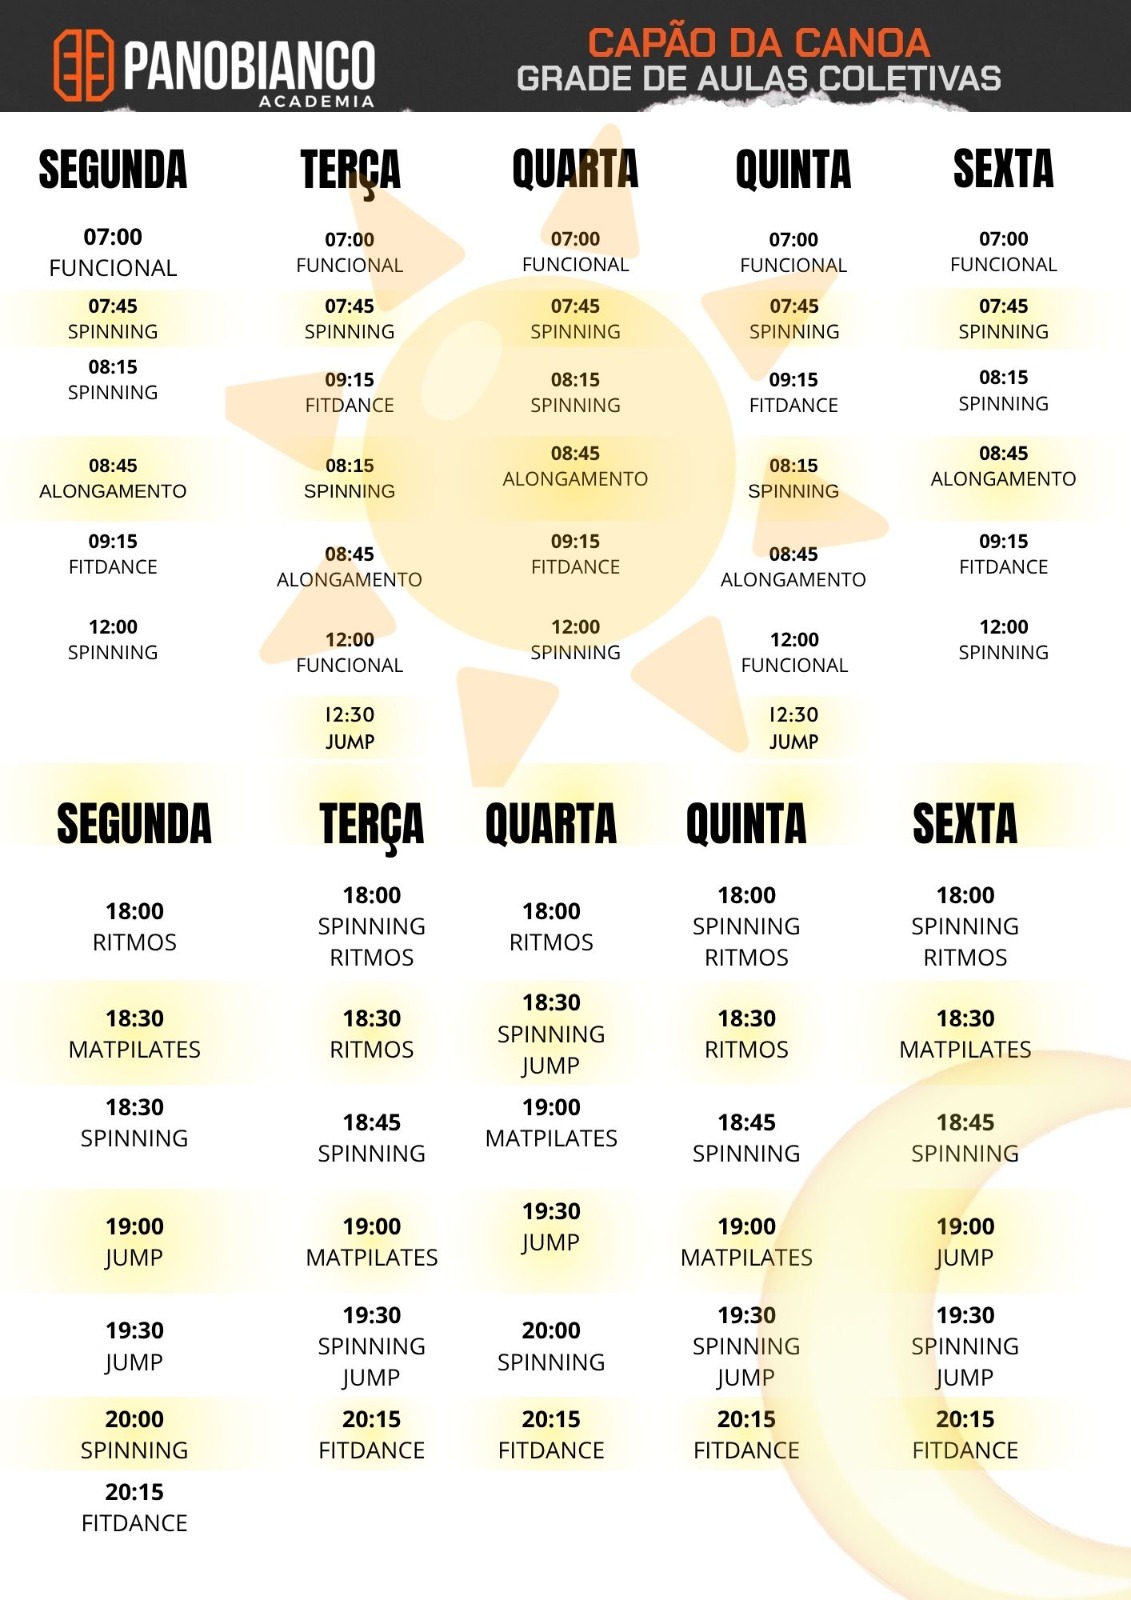 PANOBIANCO
ACADEMIA
CAPÃO DA CANOA
GRADE DE AULAS COLETIVAS
SEGUNDA
07:00
FUNCIONAL
07:45
SPINNING
08:15
SPINNING
08:45
ALONGAMENTO
09:15
FITDANCE
12:00
SPINNING
TERÇA
07:00
FUNCIONAL
07:45
SPINNING
09:15
FITDANCE
08:15
SPINNING
08:45
ALONGAMENTO
12:00
FUNCIONAL
12:30
JUMP
QUARTA
07:00
FUNCIONAL
07:45
SPINNING
08:15
SPINNING
08:45
ALONGAMENTO
09:15
FITDANCE
12:00
SPINNING
QUINTA
07:00
FUNCIONAL
07:45
SPINNING
09:15
FITDANCE
08:15
SPINNING
08:45
ALONGAMENTO
12:00
FUNCIONAL
12:30
JUMP
SEXTA
07:00
FUNCIONAL
07:45
SPINNING
08:15
SPINNING
08:45
ALONGAMENTO
09:15
FITDANCE
12:00
SPINNING
SEGUNDA
18:00
RITMOS
18:30
MATPILATES
18:30
SPINNING
19:00
JUMP
19:30
JUMP
20:00
SPINNING
20:15
FITDANCE
TERÇA
18:00
SPINNING
RITMOS
18:30
RITMOS
18:45
SPINNING
19:00
MATPILATES
19:30
SPINNING
JUMP
20:15
FITDANCE
QUARTA
18:00
RITMOS
18:30
SPINNING
JUMP
19:00
MATPILATES
19:30
JUMP
20:00
SPINNING
20:15
FITDANCE
QUINTA
18:00
SPINNING
RITMOS
18:30
RITMOS
18:45
SPINNING
19:00
MATPILATES
19:30
SPINNING
JUMP
20:15
FITDANCE
SEXTA
18:00
SPINNING
RITMOS
18:30
MATPILATES
18:45
SPINNING
19:00
JUMP
19:30
SPINNING
JUMP
20:15
FITDANCE